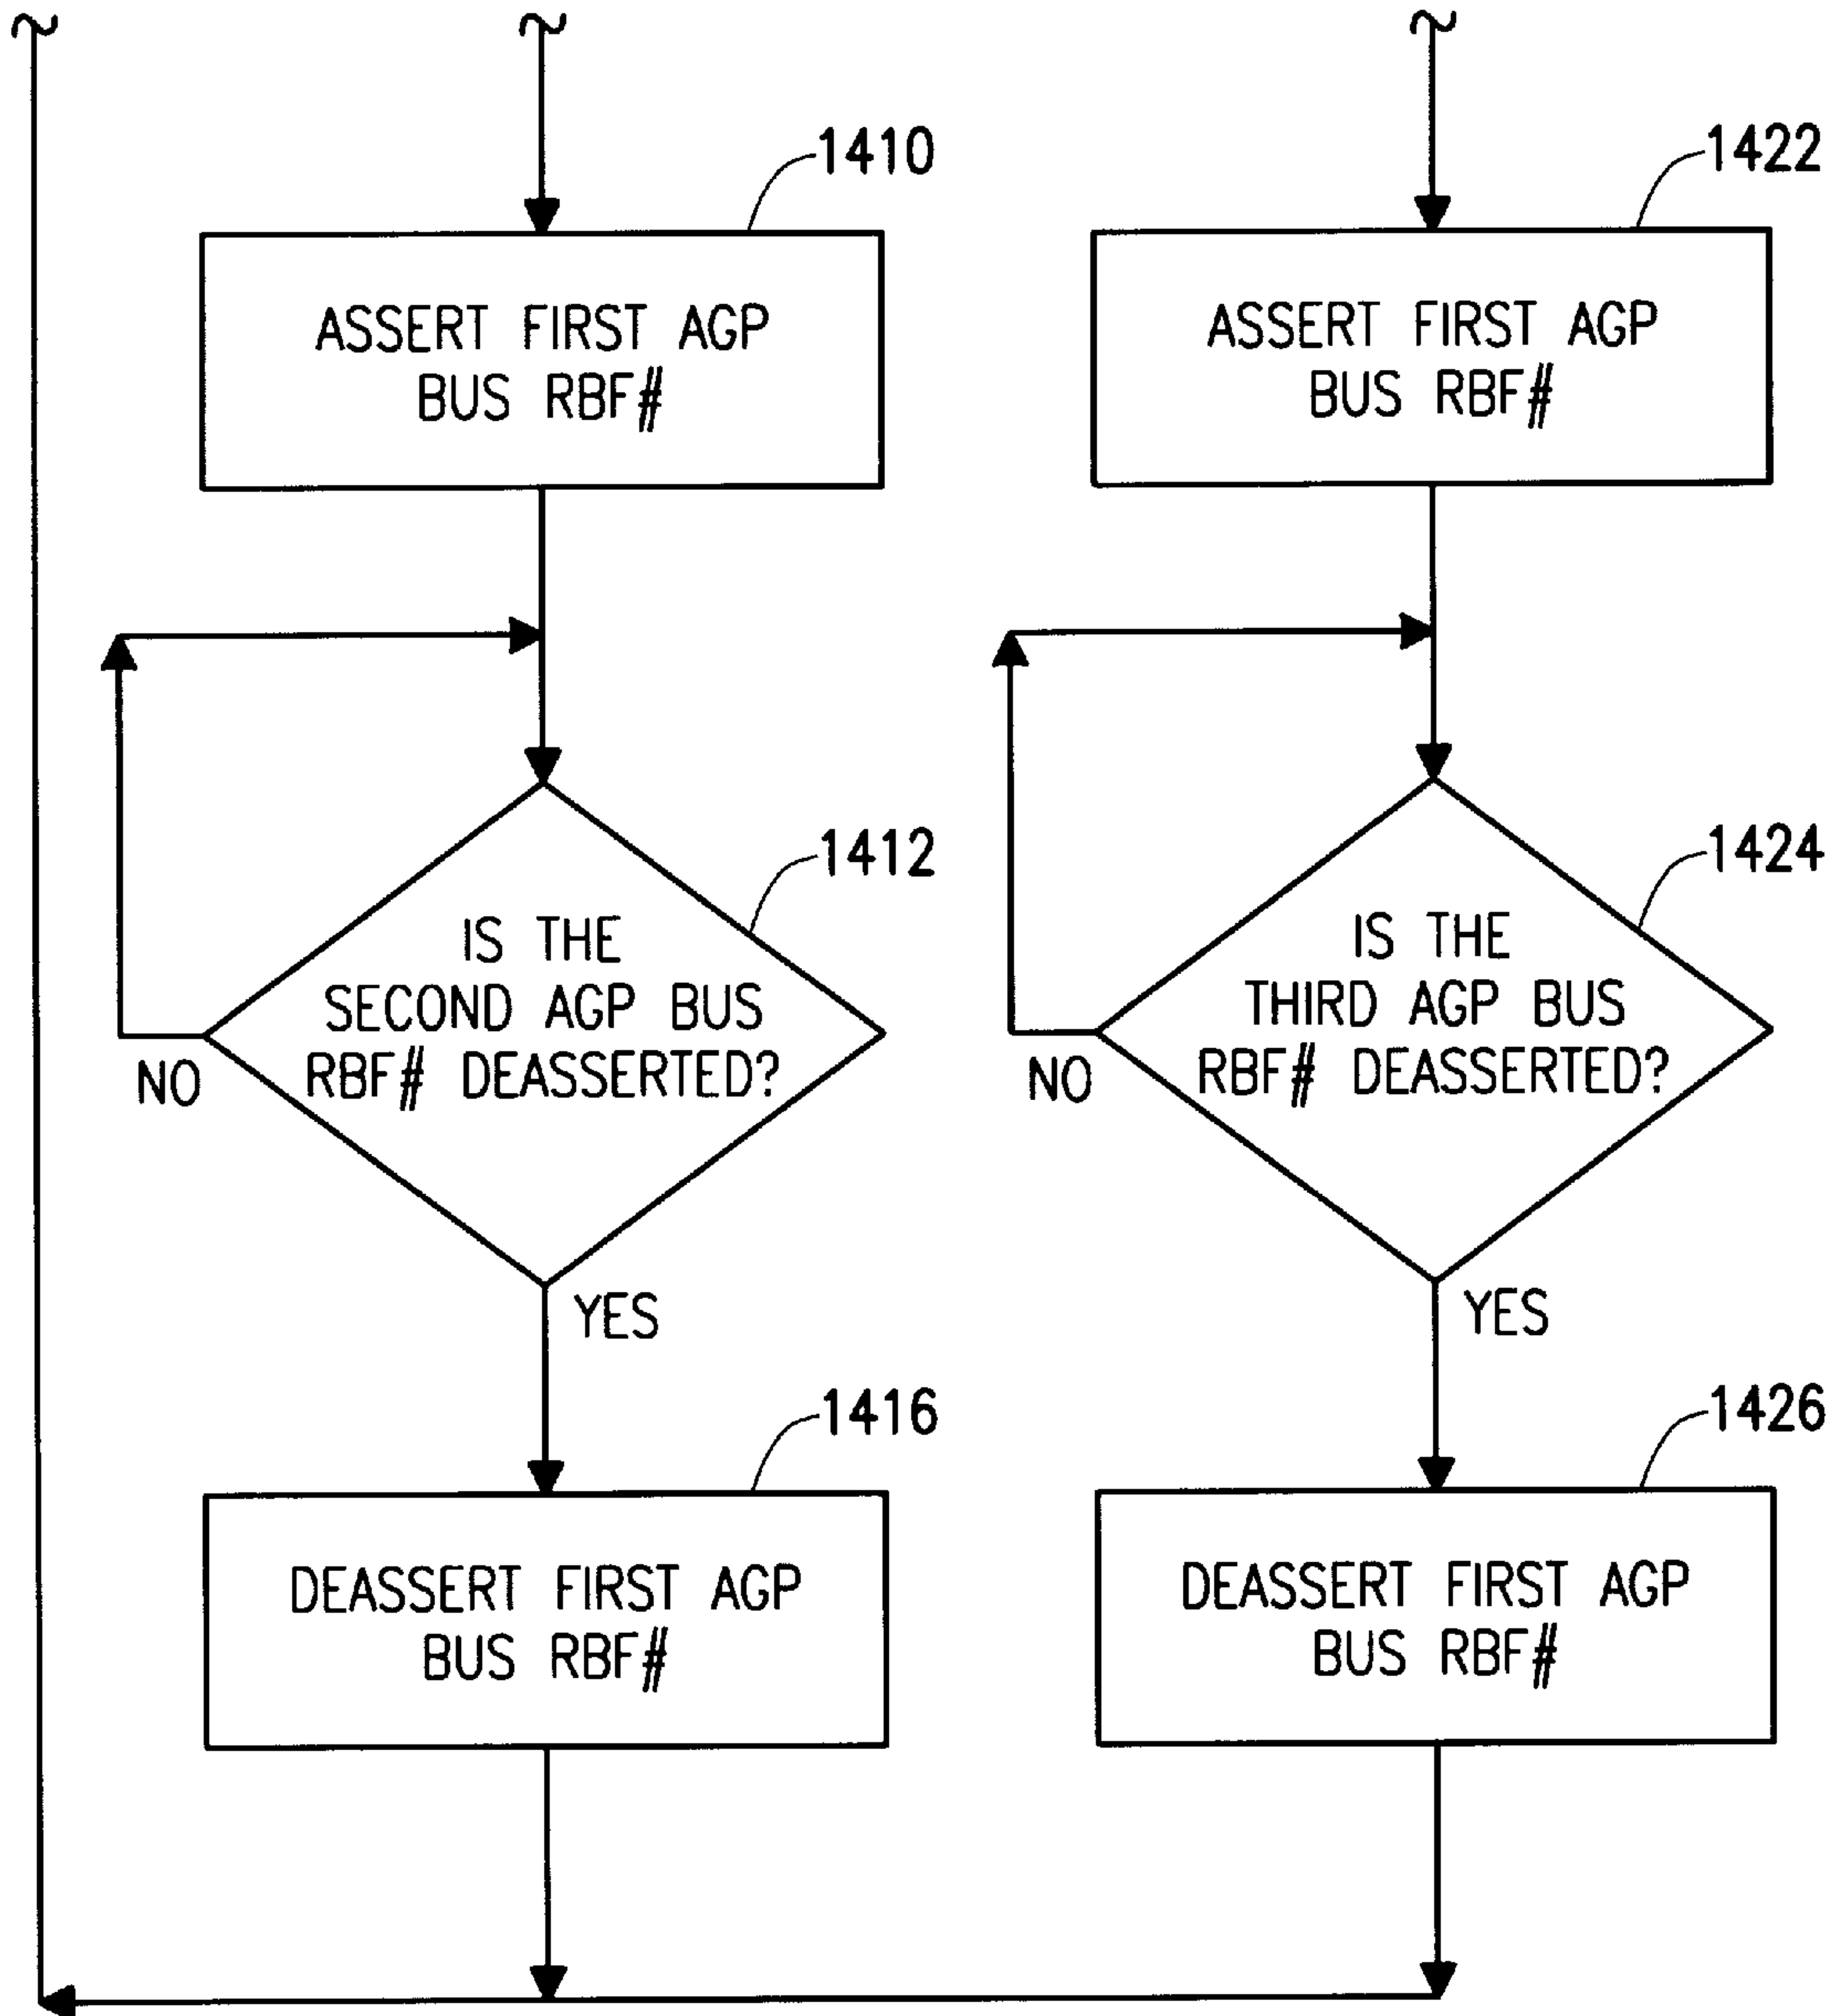 1410
ASSERT FIRST AGP
BUS RBF#
1412
IS THE
SECOND AGP BUS
RBF# DEASSERTED?
NO
YES
1416
DEASSERT FIRST AGP
BUS RBF#
1422
ASSERT FIRST AGP
BUS RBF#
1424
IS THE
THIRD AGP BUS
RBF# DEASSERTED?
NO
YES
1426
DEASSERT FIRST AGP
BUS RBF#